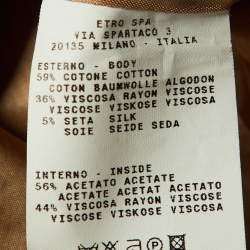 ETRO SPA
VIA SPARTACO 3
20135 MILANO - ITALIA
ESTERNO - BODY
59% COTONE COTTON
COTON BAUMWOLLE ALGODON
36% VISCOSA RAYON VISCOSE
VISCOSE VISKOSE VISCOSA
5% SETA SILK
SOIE SEIDE SEDA
INTERNO - INSIDE
56% ACETATO ACETATE
ACETATE ACETAT ACETATO
44% VISCOSA RAYON VISCOSE
VISCOSE VISKOSE VISCOSA